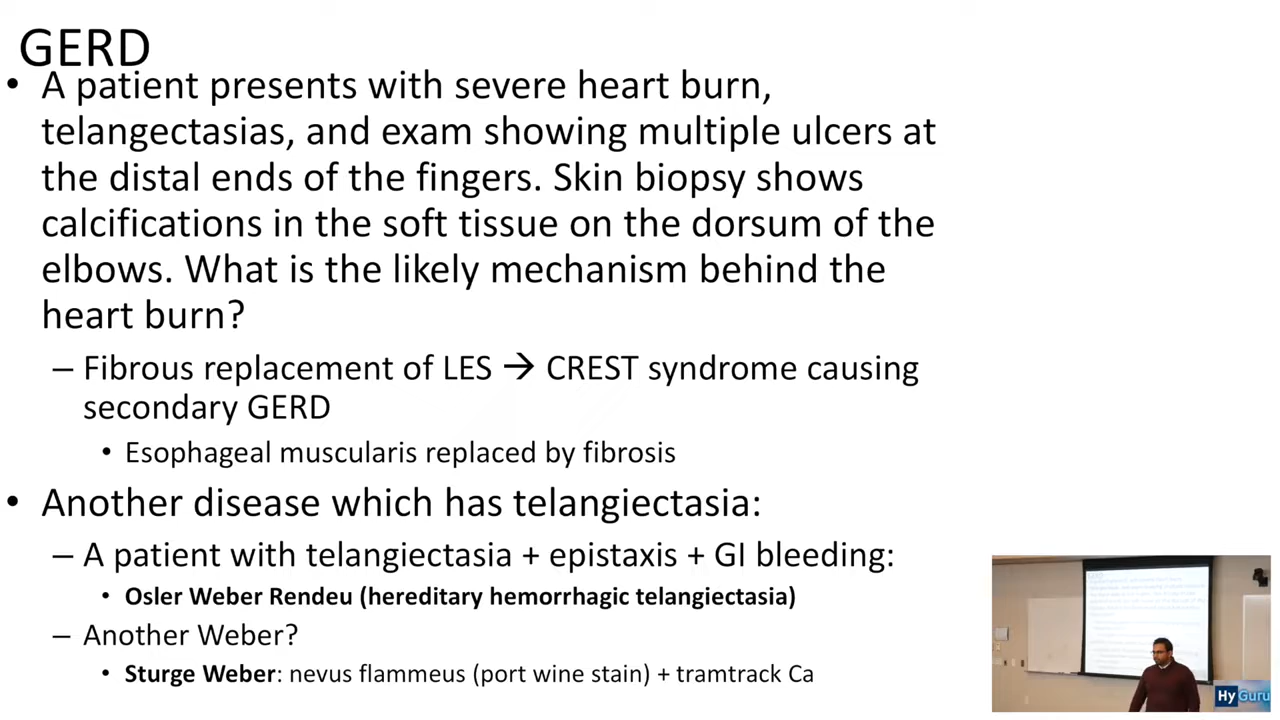 GERD
• A patient presents with severe heart burn,
telangectasias, and exam showing multiple ulcers at
the distal ends of the fingers. Skin biopsy shows
calcifications in the soft tissue on the dorsum of the
elbows. What is the likely mechanism behind the
heart burn?
– Fibrous replacement of LES → CREST syndrome causing
secondary GERD
• Esophageal muscularis replaced by fibrosis
• Another disease which has telangiectasia:
– A patient with telangiectasia + epistaxis + GI bleeding:
• Osler Weber Rendeu (hereditary hemorrhagic telangiectasia)
– Another Weber?
• Sturge Weber: nevus flammeus (port wine stain) + tramtrack Ca
HyGuru